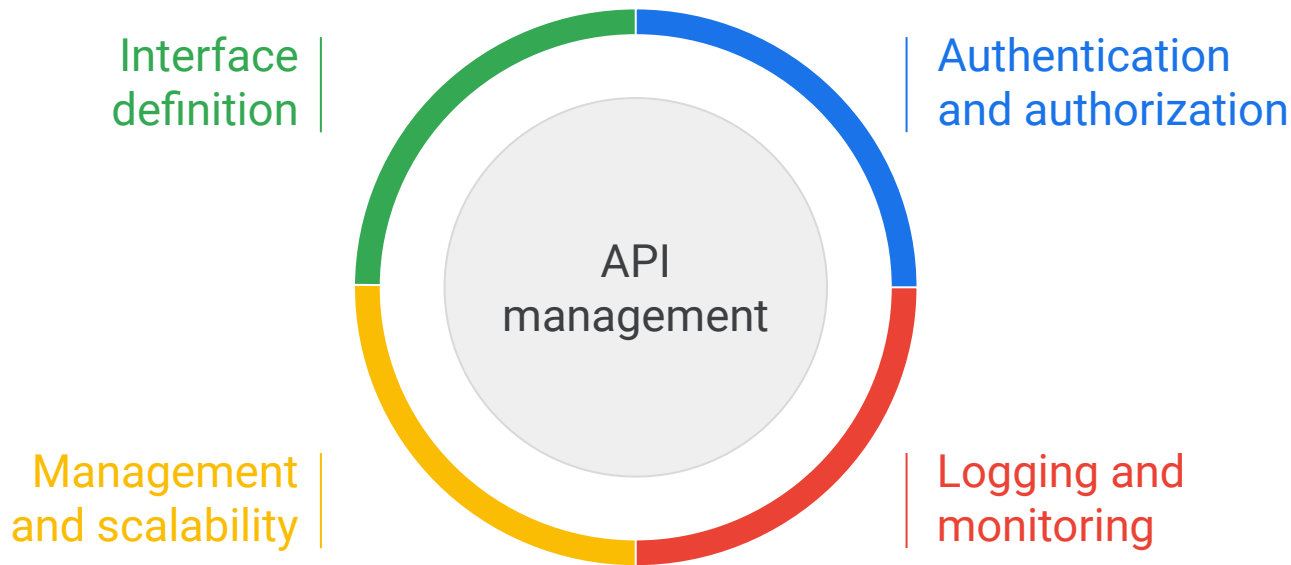 Interface
definition
Authentication
and authorization
API
management
Management
and scalability
Logging and
monitoring